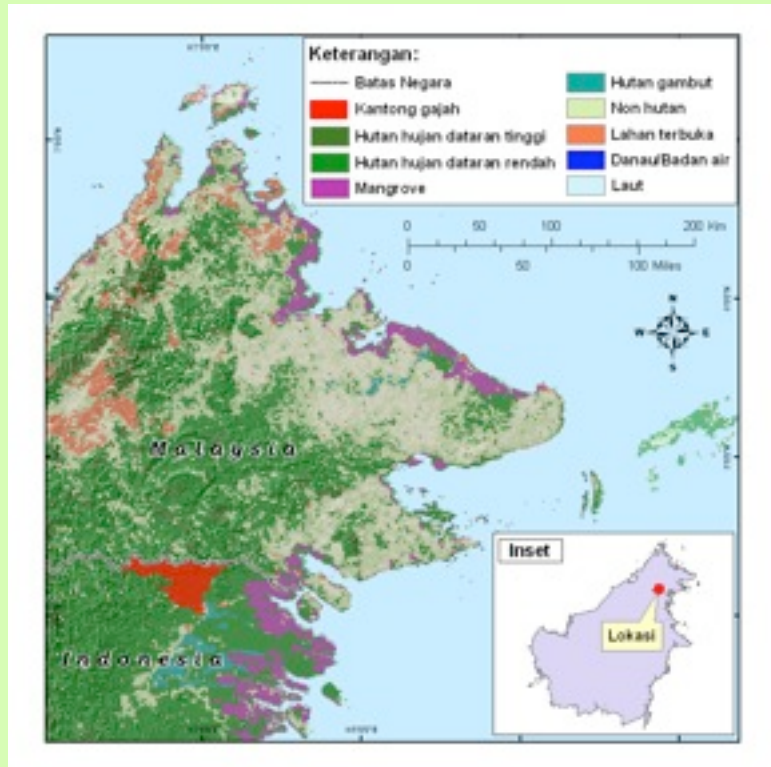 Keterangan:
Batas Negara
Kantong gajah
Hutan hujan dataran tinggi
Hutan hujan dataran rendah
Mangrove
Hutan gambut
Non hutan
Lahan terbuka
Danau/Badan air
Laut
0 50 100 200 Km
0 50 100 Miles
N
W E
S
Malaysia
Indonesia
Inset
Lokasi